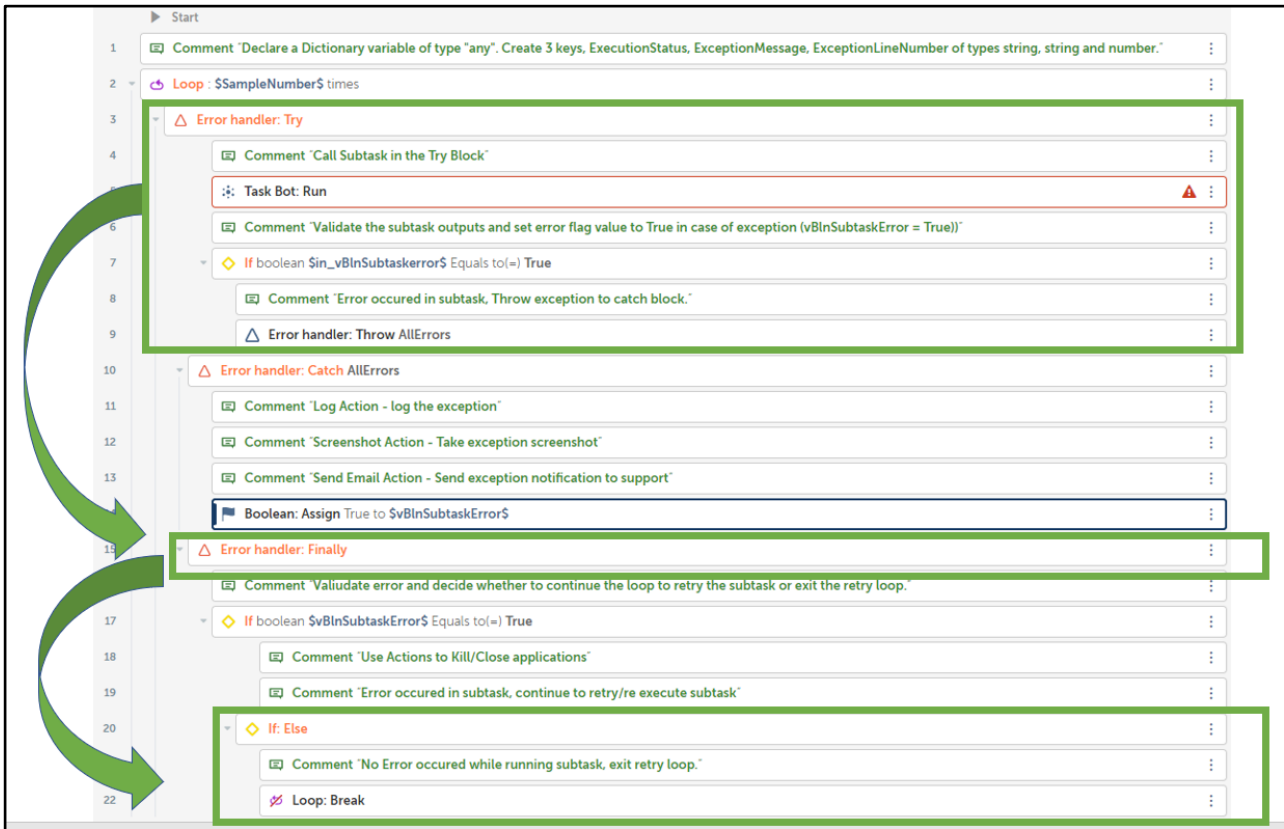 Start
1 Comment "Declare a Dictionary variable of type "any". Create 3 keys, ExecutionStatus, ExceptionMessage, ExceptionLineNumber of types string, string and number."
2 Loop : $SampleNumber$ times
3 Error handler: Try
4 Comment "Call Subtask in the Try Block"
Task Bot: Run
6 Comment "Validate the subtask outputs and set error flag value to True in case of exception (vBlnSubtaskError = True))"
7 If boolean $in_vBlnSubtaskerror$ Equals to(=) True
8 Comment "Error occured in subtask, Throw exception to catch block."
9 Error handler: Throw AllErrors
10 Error handler: Catch AllErrors
11 Comment "Log Action - log the exception"
12 Comment "Screenshot Action - Take exception screenshot"
13 Comment "Send Email Action - Send exception notification to support"
Boolean: Assign True to $vBlnSubtaskError$
15 Error handler: Finally
Comment "Valiudate error and decide whether to continue the loop to retry the subtask or exit the retry loop."
17 If boolean $vBlnSubtaskError$ Equals to(=) True
18 Comment "Use Actions to Kill/Close applications"
19 Comment "Error occured in subtask, continue to retry/re execute subtask"
20 If: Else
Comment "No Error occured while running subtask, exit retry loop."
22 Loop: Break